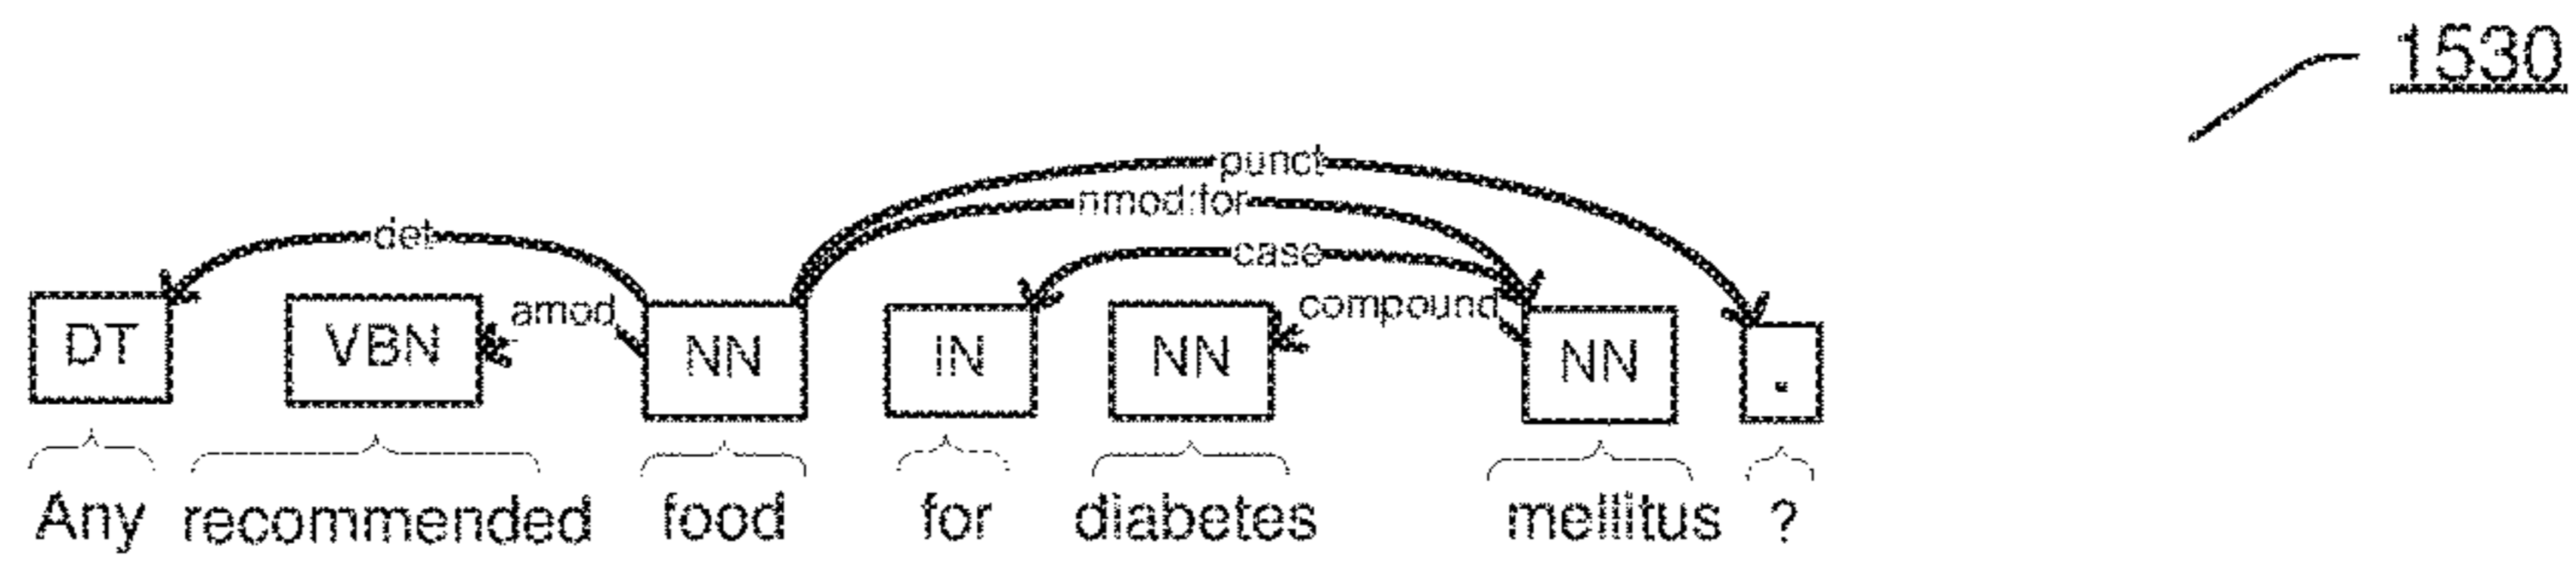 1530
punct
nmod:for
det case
amod compound
DT VBN NN IN NN NN .
Any recommended food for diabetes mellitus ?